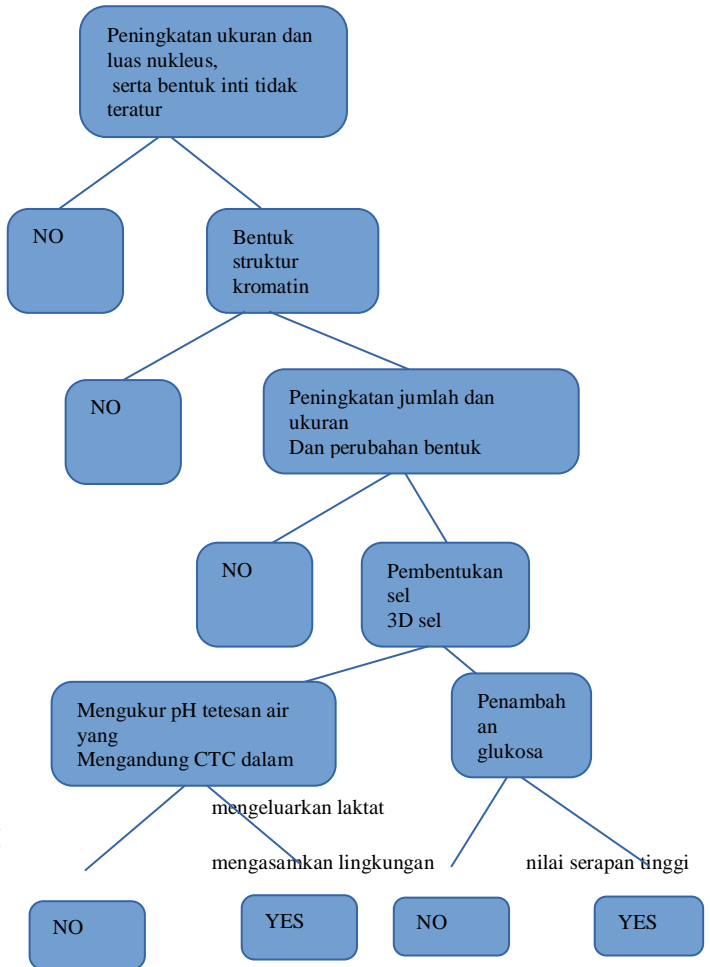 Peningkatan ukuran dan
luas nukleus,
serta bentuk inti tidak
teratur
NO
Bentuk
struktur
kromatin
NO
Peningkatan jumlah dan
ukuran
Dan perubahan bentuk
NO
Pembentukan
sel
3D sel
Mengukur pH tetesan air
yang
Mengandung CTC dalam
Penambah
an
glukosa
mengeluarkan laktat
mengasamkan lingkungan
nilai serapan tinggi
NO
YES
NO
YES